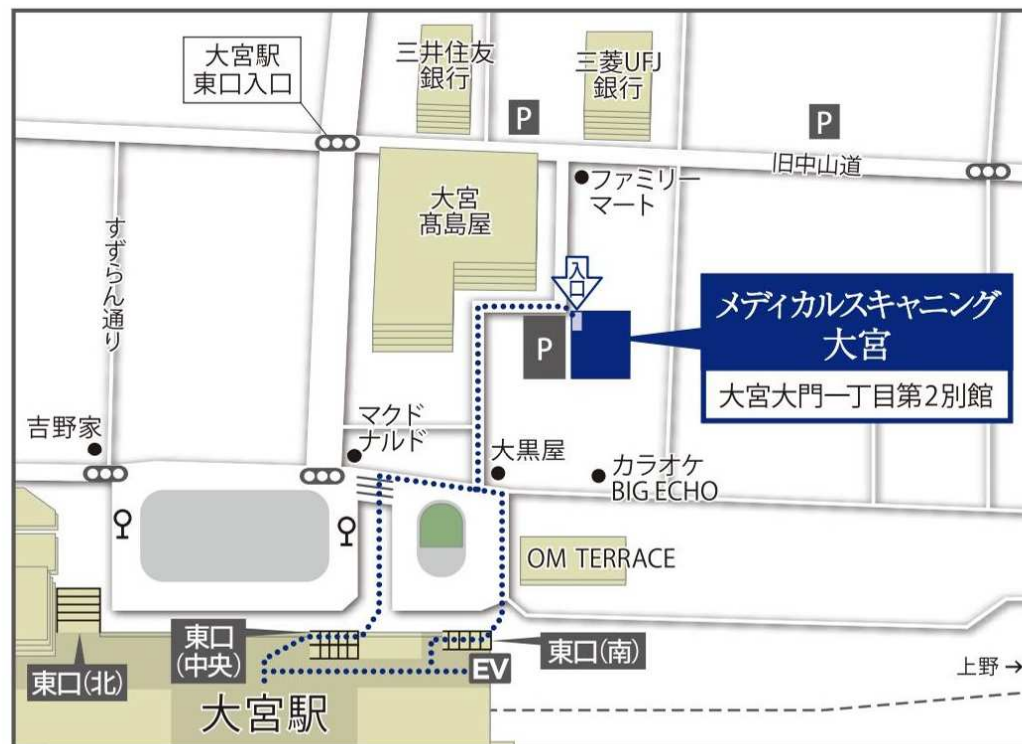 大宮駅
東口入口
三井住友
銀行
三菱UFJ
銀行
P
P
旧中山道
ファミリー
マート
大宮
髙島屋
すずらん通り
入口
メディカルスキャニング
大宮
大宮大門一丁目第2別館
P
吉野家
マクド
ナルド
大黒屋
カラオケ
BIG ECHO
OM TERRACE
東口
(中央)
東口(南)
EV
東口(北)
上野→
大宮駅